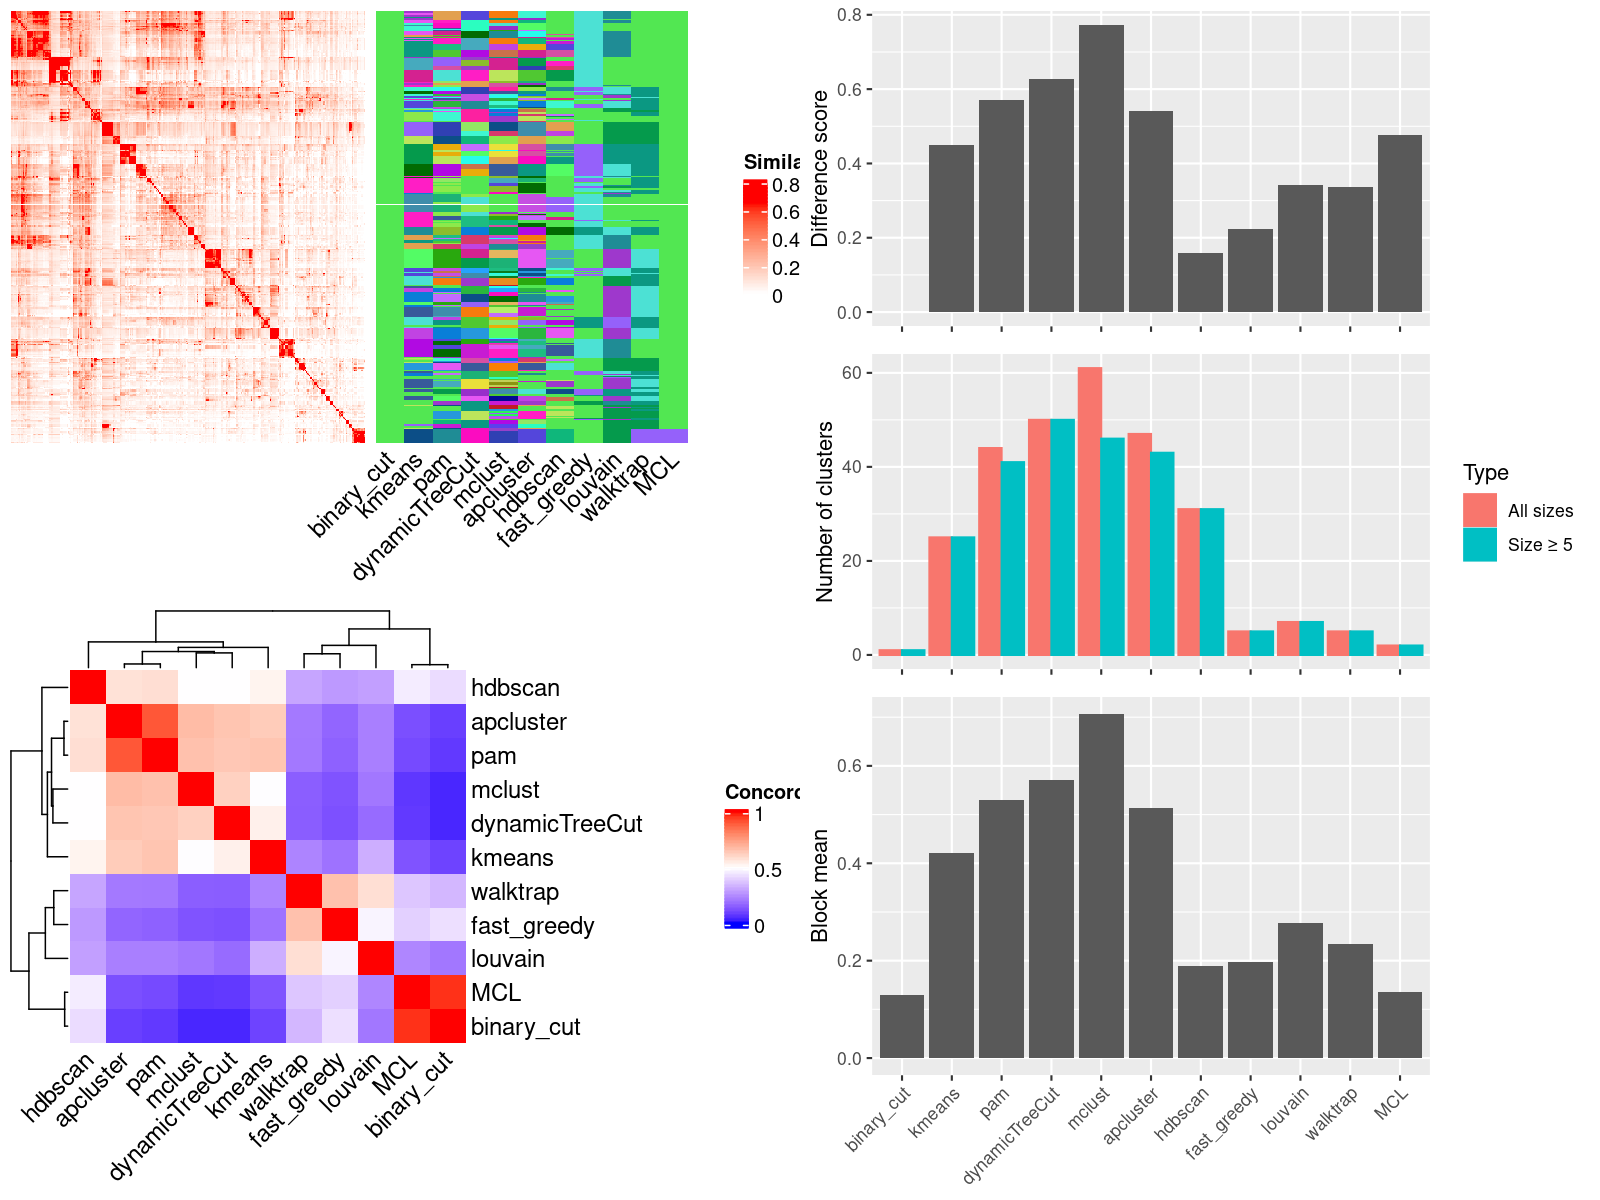 Simila
0.8
0.6
0.4
0.2
0
binary_cut
kmeans
pam
dynamicTreeCut
mclust
apcluster
hdbscan
fast_greedy
louvain
walktrap
MCL
hdbscan
apcluster
pam
mclust
dynamicTreeCut
kmeans
walktrap
fast_greedy
louvain
MCL
binary_cut
hdbscan
apcluster
pam
mclust
dynamicTreeCut
kmeans
walktrap
fast_greedy
louvain
MCL
binary_cut
Concord
1
0.5
0
Difference score
0.8
0.6
0.4
0.2
0.0
Number of clusters
60
40
20
0
Type
All sizes
Size ≥ 5
Block mean
0.6
0.4
0.2
0.0
binary_cut
kmeans
pam
dynamicTreeCut
mclust
apcluster
hdbscan
fast_greedy
louvain
walktrap
MCL